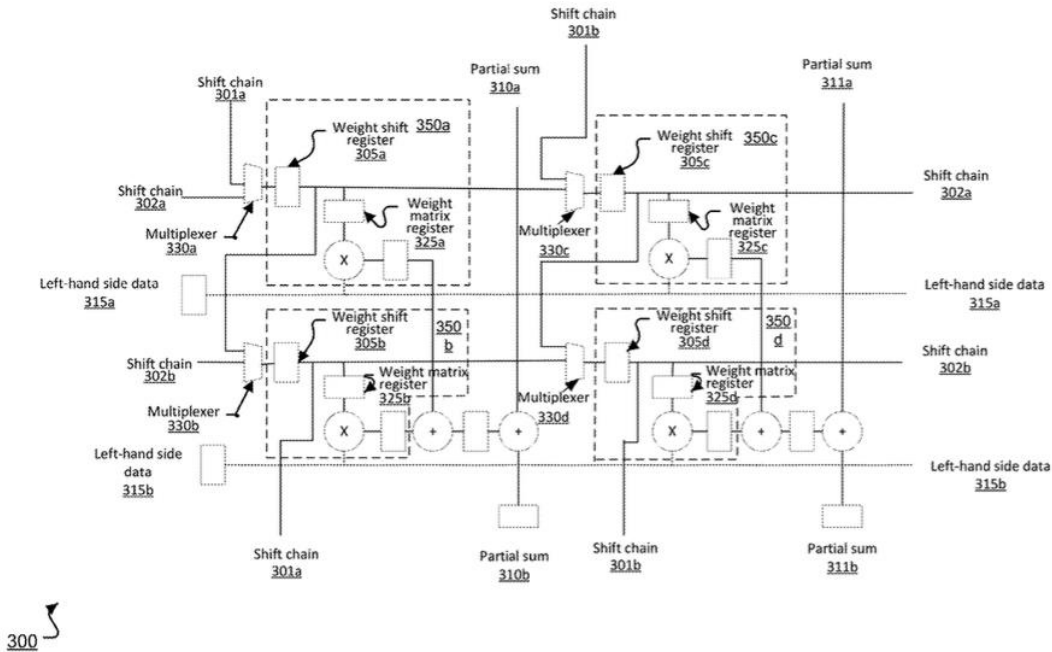 Shift chain
301b
Partial sum
310a
Partial sum
311a
Shift chain
301a
Weight shift
register
305a
350a
Weight shift
register
305c
350c
Shift chain
302a
Shift chain
302a
Multiplexer
330a
Weight
matrix
register
325a
Multiplexer
330c
Weight
matrix
register
325c
X
X
Left-hand side data
315a
Left-hand side data
315a
Weight shift
register
305b
350
b
Weight shift
register
305d
350
d
Shift chain
302b
Shift chain
302b
Multiplexer
330b
Weight matrix
register
325b
Multiplexer
330d
Weight matrix
register
325d
X
+
+
X
+
+
Left-hand side
data
315b
Left-hand side data
315b
Shift chain
301a
Partial sum
310b
Shift chain
301b
Partial sum
311b
300